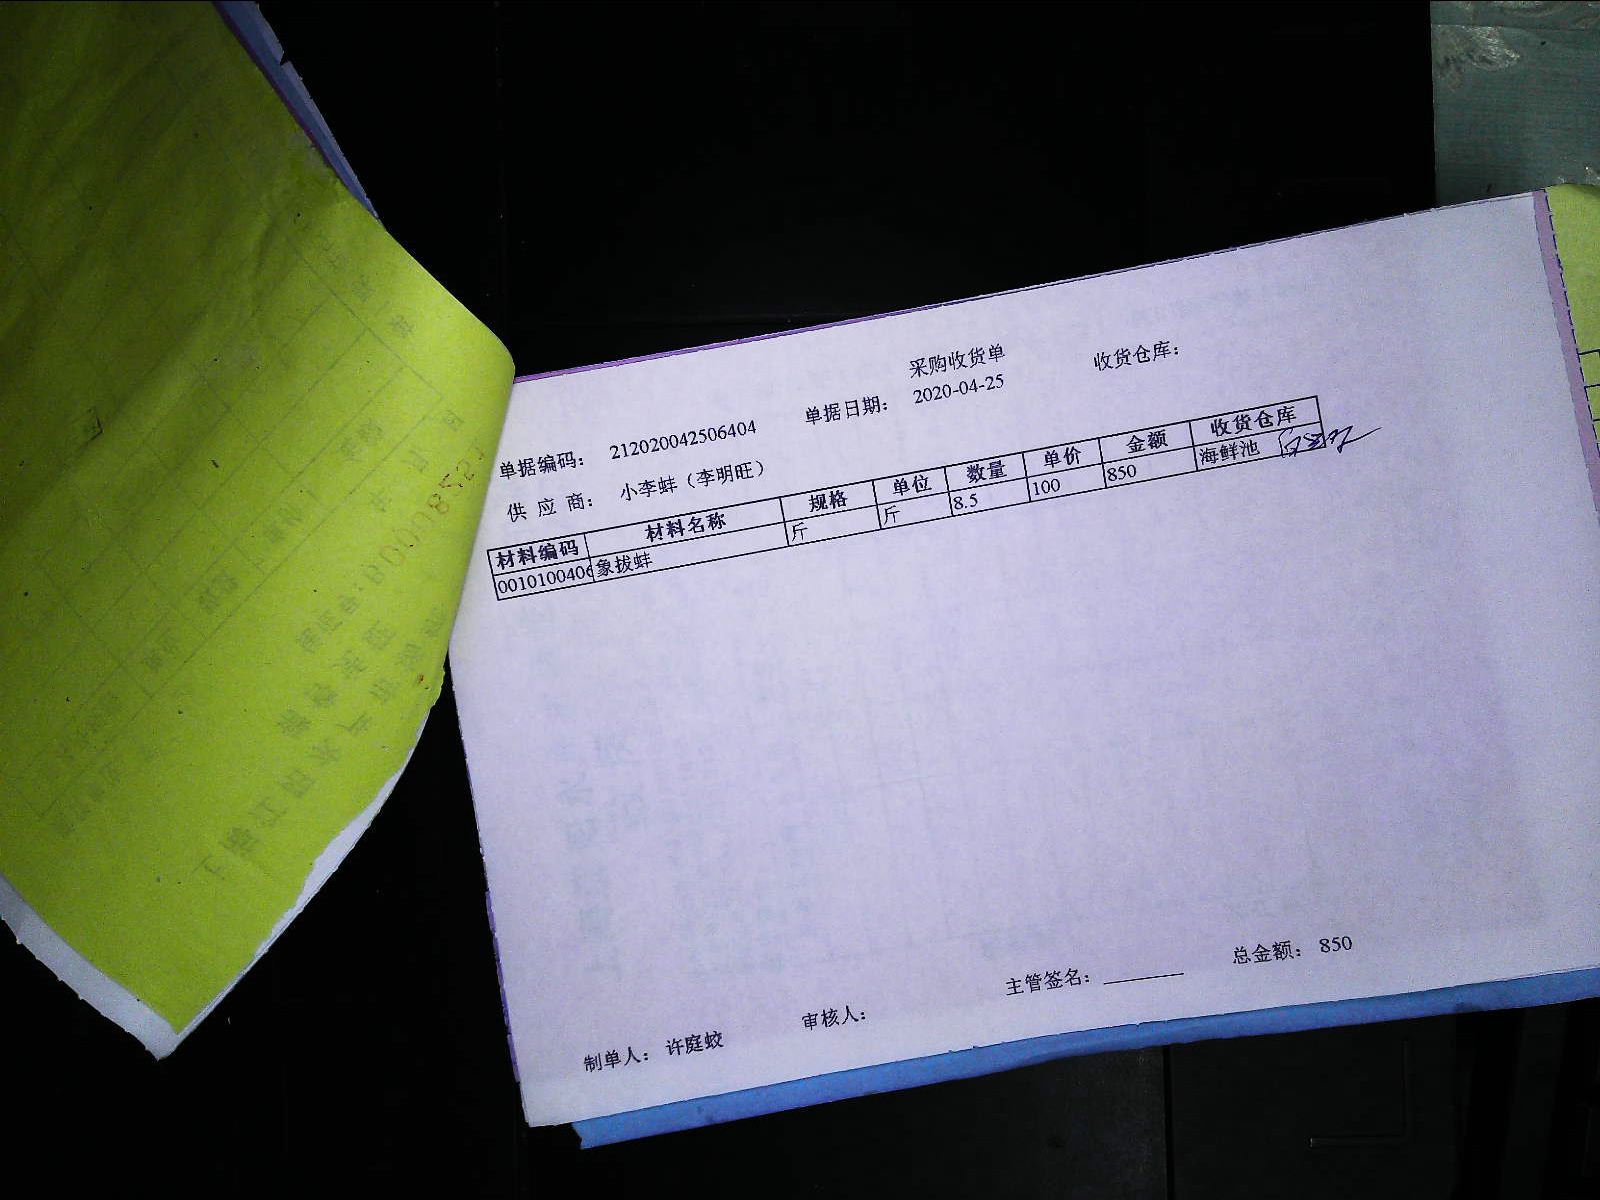 采购收货单
收货仓库：
单据编码： 212020042506404 单据日期： 2020-04-25
供 应 商： 小李蚌（李明旺）
材料编码 材料名称 规格 单位 数量 单价 金额 收货仓库
0010100406 象拔蚌 斤 斤 8.5 100 850 海鲜池
制单人： 许庭蛟 审核人： 主管签名： 总金额： 850